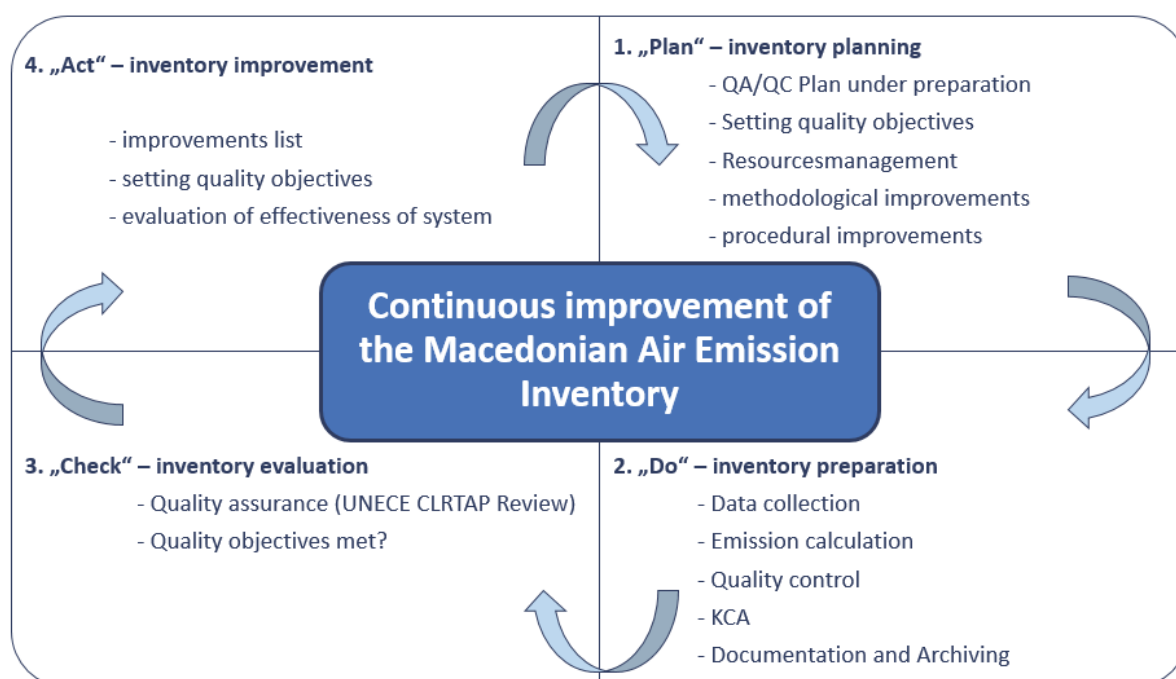 4. „Act“ – inventory improvement
- improvements list
- setting quality objectives
- evaluation of effectiveness of system
1. „Plan“ – inventory planning
- QA/QC Plan under preparation
- Setting quality objectives
- Resourcesmanagement
- methodological improvements
- procedural improvements
Continuous improvement of
the Macedonian Air Emission
Inventory
3. „Check“ – inventory evaluation
- Quality assurance (UNECE CLRTAP Review)
- Quality objectives met?
2. „Do“ – inventory preparation
- Data collection
- Emission calculation
- Quality control
- KCA
- Documentation and Archiving